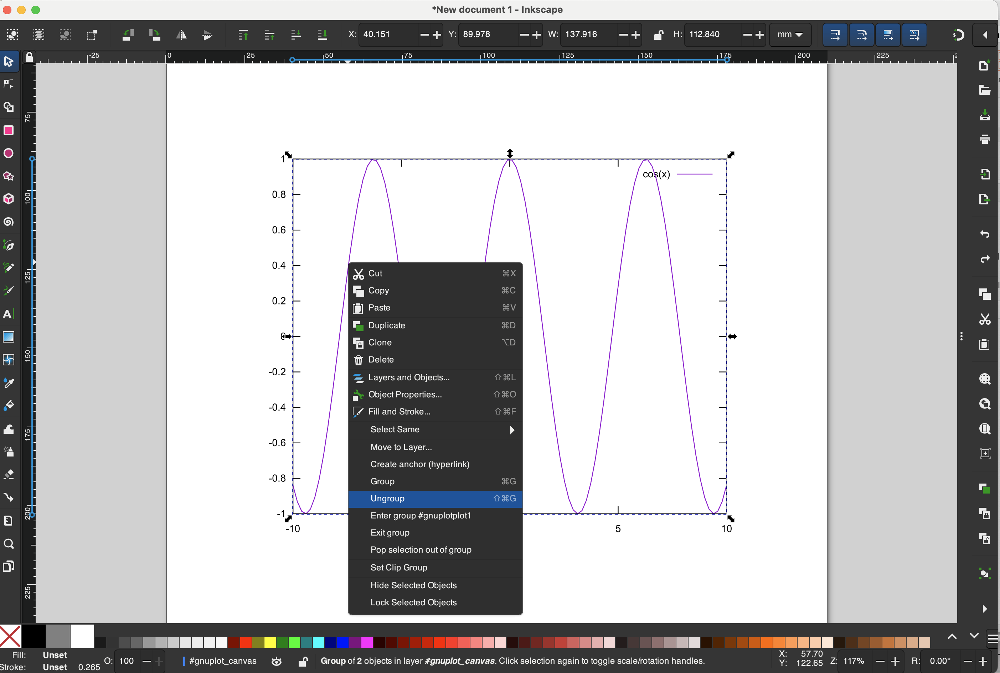 *New document 1 - Inkscape
X: 40.151 Y: 89.978 W: 137.916 H: 112.840 mm
-25 0 25 50 75 100 125 150 175 200 225
75
100
125
150
175
200
225
1
cos(x)
0.8
0.6
0.4
0.2
0
-0.2
-0.4
-0.6
-0.8
-1
-10 5 10
Cut ⌘X
Copy ⌘C
Paste ⌘V
Duplicate ⌘D
Clone ⌥D
Delete
Layers and Objects... ⇧⌘L
Object Properties... ⇧⌘O
Fill and Stroke... ⇧⌘F
Select Same
Move to Layer...
Create anchor (hyperlink)
Group ⌘G
Ungroup ⇧⌘G
Enter group #gnuplotplot1
Exit group
Pop selection out of group
Set Clip Group
Hide Selected Objects
Lock Selected Objects
Fill: Unset
Stroke: Unset 0.265
O: 100
#gnuplot_canvas
Group of 2 objects in layer #gnuplot_canvas. Click selection again to toggle scale/rotation handles.
X: 57.70
Y: 122.65
Z: 117%
R: 0.00°